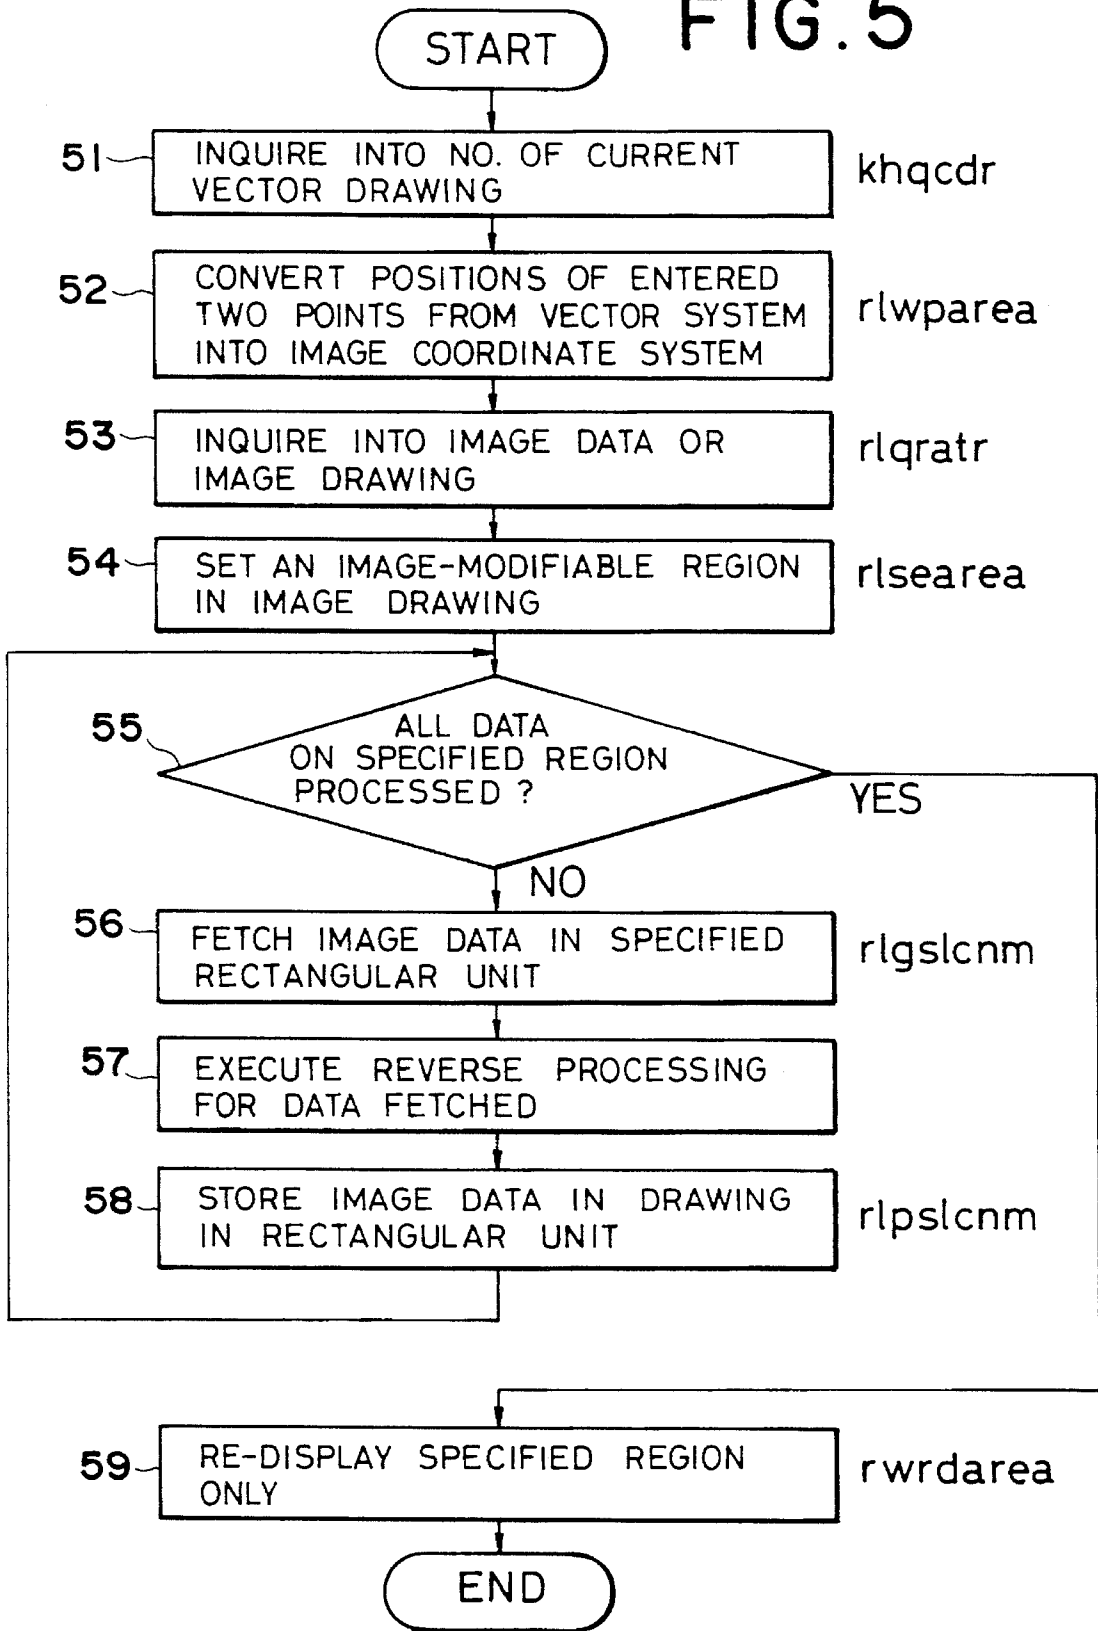 FIG.5
START
51
INQUIRE INTO NO. OF CURRENT
VECTOR DRAWING
khqcdr
52
CONVERT POSITIONS OF ENTERED
TWO POINTS FROM VECTOR SYSTEM
INTO IMAGE COORDINATE SYSTEM
rlwparea
53
INQUIRE INTO IMAGE DATA OR
IMAGE DRAWING
rlqratr
54
SET AN IMAGE-MODIFIABLE REGION
IN IMAGE DRAWING
rlsearea
55
ALL DATA
ON SPECIFIED REGION
PROCESSED ?
YES
NO
56
FETCH IMAGE DATA IN SPECIFIED
RECTANGULAR UNIT
rlgslcnm
57
EXECUTE REVERSE PROCESSING
FOR DATA FETCHED
58
STORE IMAGE DATA IN DRAWING
IN RECTANGULAR UNIT
rlpslcnm
59
RE-DISPLAY SPECIFIED REGION
ONLY
rwrdarea
END